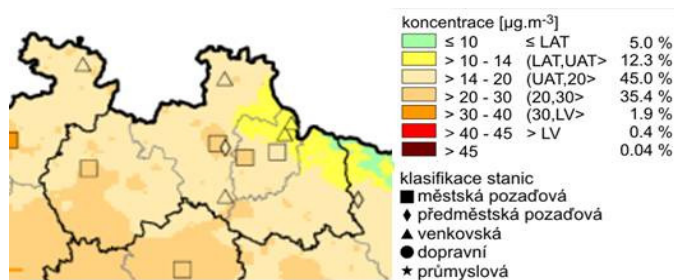 koncentrace [µg.m-³]
≤ 10 ≤ LAT 5.0 %
> 10 - 14 (LAT,UAT> 12.3 %
> 14 - 20 (UAT,20> 45.0 %
> 20 - 30 (20,30> 35.4 %
> 30 - 40 (30,LV> 1.9 %
> 40 - 45 > LV 0.4 %
> 45 0.04 %
klasifikace stanic
městská pozaďová
předměstská pozaďová
venkovská
dopravní
průmyslová